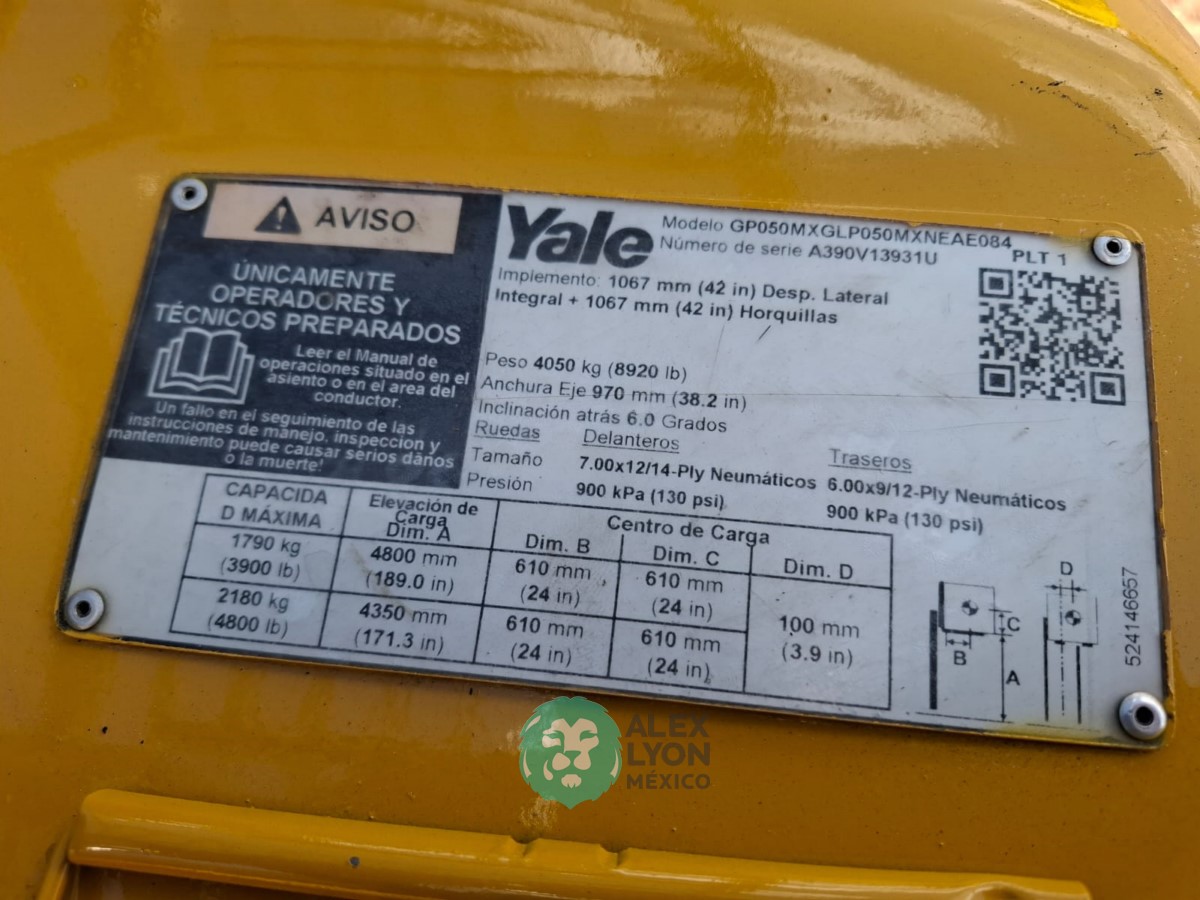 AVISO
ÚNICAMENTE
OPERADORES Y
TÉCNICOS PREPARADOS
Leer el Manual de
operaciones situado en el
asiento o en el area del
conductor.
Un fallo en el seguimiento de las
instrucciones de manejo, inspeccion y
mantenimiento puede causar serios daños
o la muerte!
Yale
Modelo GP050MXGLP050MXNEAE084
Número de serie A390V13931U
PLT 1
Implemento: 1067 mm (42 in) Desp. Lateral
Integral + 1067 mm (42 in) Horquillas
Peso 4050 kg (8920 lb)
Anchura Eje 970 mm (38.2 in)
Inclinación atrás 6.0 Grados
Ruedas Delanteros Traseros
Tamaño 7.00x12/14-Ply Neumáticos 6.00x9/12-Ply Neumáticos
Presión 900 kPa (130 psi) 900 kPa (130 psi)
CAPACIDA
D MÁXIMA
Elevación de
Carga
Dim. A
Centro de Carga
Dim. B Dim. C Dim. D
1790 kg
(3900 lb)
4800 mm
(189.0 in)
610 mm
(24 in)
610 mm
(24 in)
100 mm
(3.9 in)
2180 kg
(4800 lb)
4350 mm
(171.3 in)
610 mm
(24 in)
610 mm
(24 in)
D
C
B
A
524146657
ALEX
LYON
MÉXICO